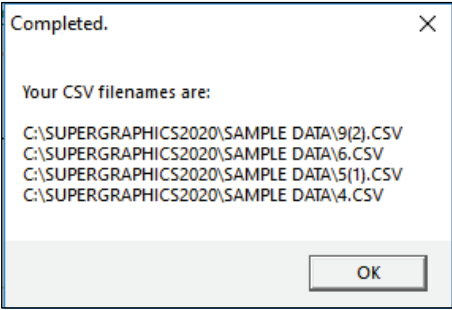 Completed.
Your CSV filenames are:
C:\SUPERGRAPHICS2020\SAMPLE DATA\9(2).CSV
C:\SUPERGRAPHICS2020\SAMPLE DATA\6.CSV
C:\SUPERGRAPHICS2020\SAMPLE DATA\5(1).CSV
C:\SUPERGRAPHICS2020\SAMPLE DATA\4.CSV
OK